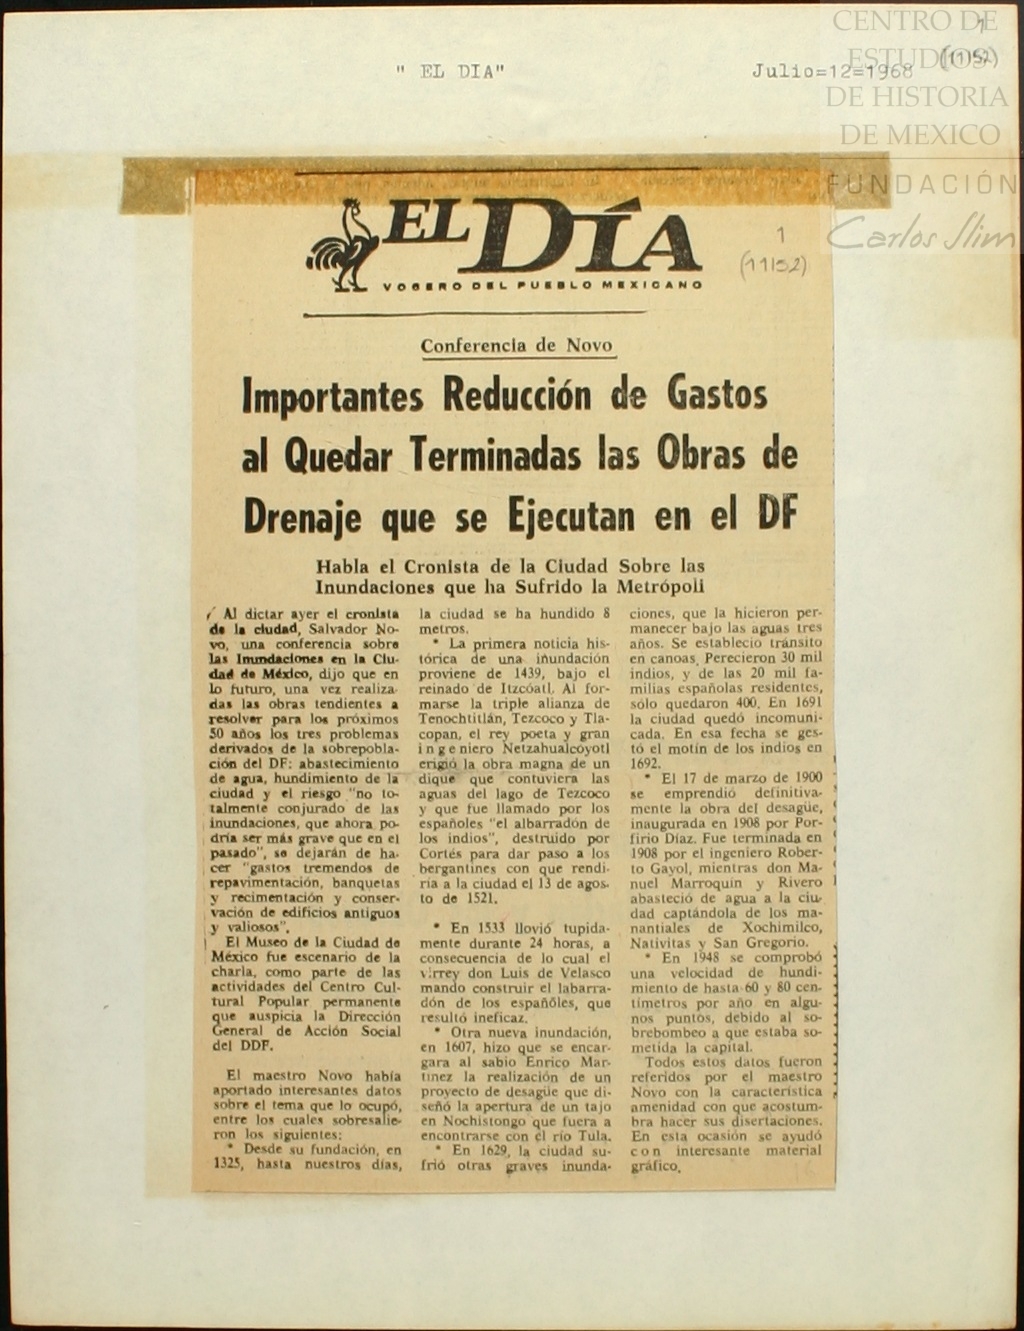 CENTRO DE
ESTUDIOS
DE HISTORIA
DE MEXICO
FUNDACIÓN
Carlos Slim
1
(11152)
" EL DIA"
Julio=12=1968
EL DÍA
VOCERO DEL PUEBLO MEXICANO
1
(11152)
Conferencia de Novo
Importantes Reducción de Gastos
al Quedar Terminadas las Obras de
Drenaje que se Ejecutan en el DF
Habla el Cronista de la Ciudad Sobre las
Inundaciones que ha Sufrido la Metrópoli
Al dictar ayer el cronista
de la ciudad, Salvador No-
vo, una conferencia sobre
las Inundaciones en la Ciu-
dad de México, dijo que en
lo futuro, una vez realiza-
das las obras tendientes a
resolver para los próximos
50 años los tres problemas
derivados de la sobrepobla-
ción del DF: abastecimiento
de agua, hundimiento de la
ciudad y el riesgo "no to-
talmente conjurado de las
inundaciones, que ahora po-
dría ser más grave que en el
pasado", se dejarán de ha-
cer "gastos tremendos de
repavimentación, banquetas
y recimentación y conser-
vación de edificios antiguos
y valiosos".
El Museo de la Ciudad de
México fue escenario de la
charla, como parte de las
actividades del Centro Cul-
tural Popular permanente
que auspicia la Dirección
General de Acción Social
del DDF.
El maestro Novo había
aportado interesantes datos
sobre el tema que lo ocupó,
entre los cuales sobresalie-
ron los siguientes:
* Desde su fundación, en
1325, hasta nuestros días,
la ciudad se ha hundido 8
metros.
* La primera noticia his-
tórica de una iñundación
proviene de 1439, bajo el
reinado de Itzcóatl. Al for-
marse la triple alianza de
Tenochtitlán, Tezcoco y Tla-
copan, el rey poeta y gran
ingeniero Netzahualcóyotl
erigió la obra magna de un
dique que contuviera las
aguas del lago de Tezcoco
y que fue llamado por los
españoles "el albarradón de
los indios", destruido por
Cortés para dar paso a los
bergantines con que rendi-
ría a la ciudad el 13 de agos-
to de 1521.
* En 1533 llovió tupida-
mente durante 24 horas, a
consecuencia de lo cual el
virrey don Luis de Velasco
mando construir el labarra-
dón de los españoles, que
resultó ineficaz.
* Otra nueva inundación,
en 1607, hizo que se encar-
gara al sabio Enrico Mar-
tínez la realización de un
proyecto de desagüe que di-
señó la apertura de un tajo
en Nochistongo que fuera a
encontrarse con el río Tula.
* En 1629, la ciudad su-
frió otras graves inunda-
ciones, que la hicieron per-
manecer bajo las aguas tres
años. Se estableció tránsito
en canoas. Perecieron 30 mil
indios, y de las 20 mil fa-
milias españolas residentes,
sólo quedaron 400. En 1691
la ciudad quedó incomuni-
cada. En esa fecha se ges-
tó el motín de los indios en
1692.
* El 17 de marzo de 1900
se emprendió definitiva-
mente la obra del desagüe,
inaugurada en 1908 por Por-
firio Díaz. Fue terminada en
1908 por el ingeniero Rober-
to Gayol, mientras don Ma-
nuel Marroquin y Rivero
abasteció de agua a la ciu-
dad captándola de los ma-
nantiales de Xochimilco,
Nativitas y San Gregorio.
* En 1948 se comprobó
una velocidad de hundi-
miento de hasta 60 y 80 cen-
tímetros por año en algu-
nos puntos, debido al so-
brebombeo a que estaba so-
metida la capital.
Todos estos datos fueron
referidos por el maestro
Novo con la característica
amenidad con que acostum-
bra hacer sus disertaciones.
En esta ocasión se ayudó
con interesante material
gráfico.